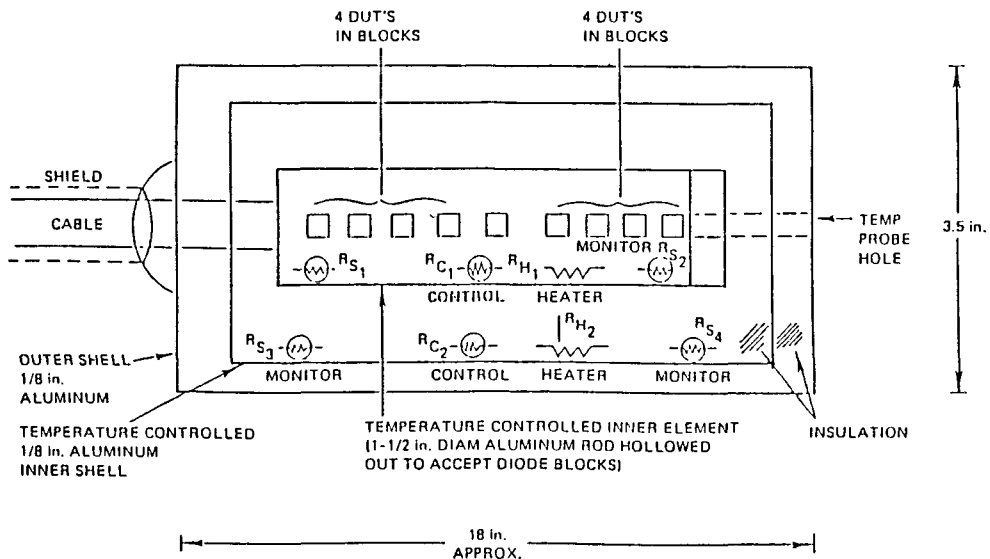 4 DUT'S
IN BLOCKS
4 DUT'S
IN BLOCKS
SHIELD
CABLE
TEMP
PROBE
HOLE
3.5 in.
MONITOR RS2
RS1
RC1
RH1
CONTROL
HEATER
RH2
RS3
RC2
RS4
MONITOR
CONTROL
HEATER
MONITOR
OUTER SHELL
1/8 in.
ALUMINUM
TEMPERATURE CONTROLLED
1/8 in. ALUMINUM
INNER SHELL
TEMPERATURE CONTROLLED INNER ELEMENT
(1-1/2 in. DIAM ALUMINUM ROD HOLLOWED
OUT TO ACCEPT DIODE BLOCKS)
INSULATION
18 in.
APPROX.